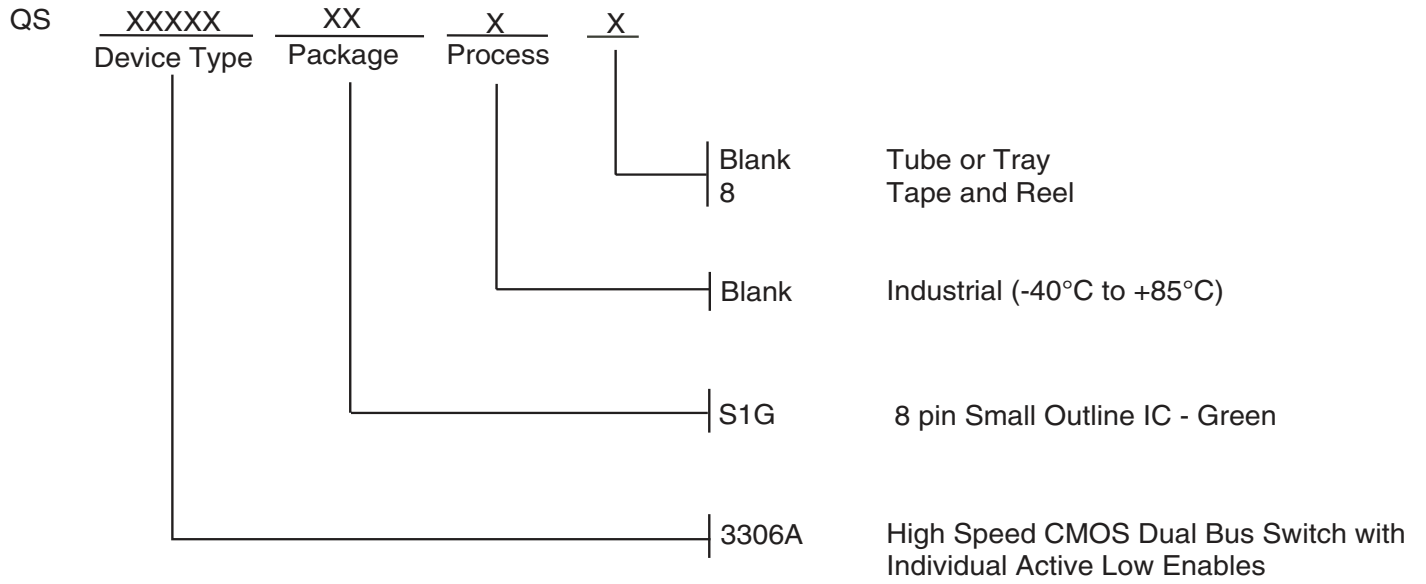 QS XXXXX XX X X
Device Type Package Process
Blank Tube or Tray
8 Tape and Reel
Blank Industrial (-40°C to +85°C)
S1G 8 pin Small Outline IC - Green
3306A High Speed CMOS Dual Bus Switch with
Individual Active Low Enables